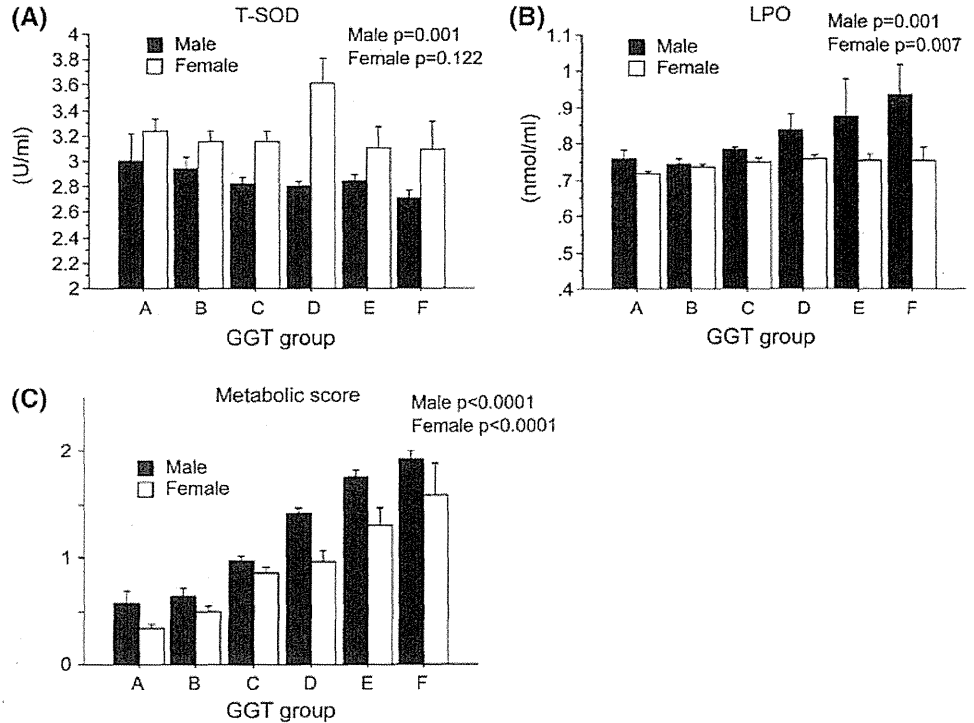 (A)
T-SOD
Male p=0.001
Female p=0.122
Male
Female
(U/ml)
4
3.8
3.6
3.4
3.2
3
2.8
2.6
2.4
2.2
2
A B C D E F
GGT group
(B)
LPO
Male p=0.001
Female p=0.007
Male
Female
(nmol/ml)
1.1
1
.9
.8
.7
.6
.5
.4
A B C D E F
GGT group
(C)
Metabolic score
Male p<0.0001
Female p<0.0001
Male
Female
2
1
0
A B C D E F
GGT group